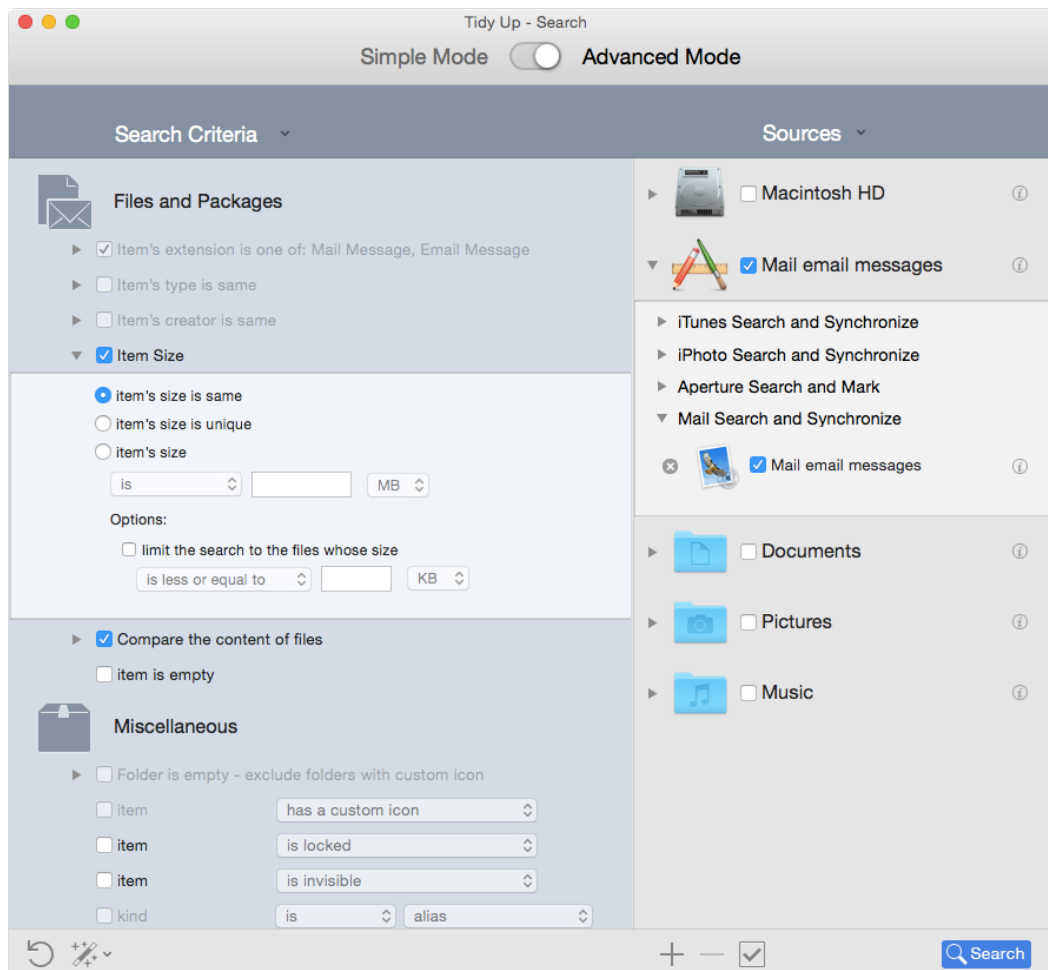 Tidy Up - Search
Simple Mode Advanced Mode
Search Criteria
Files and Packages
Item's extension is one of: Mail Message, Email Message
Item's type is same
Item's creator is same
Item Size
item's size is same
item's size is unique
item's size
is MB
Options:
limit the search to the files whose size
is less or equal to KB
Compare the content of files
item is empty
Miscellaneous
Folder is empty - exclude folders with custom icon
item has a custom icon
item is locked
item is invisible
kind is alias
Sources
Macintosh HD
Mail email messages
iTunes Search and Synchronize
iPhoto Search and Synchronize
Aperture Search and Mark
Mail Search and Synchronize
Mail email messages
Documents
Pictures
Music
Search